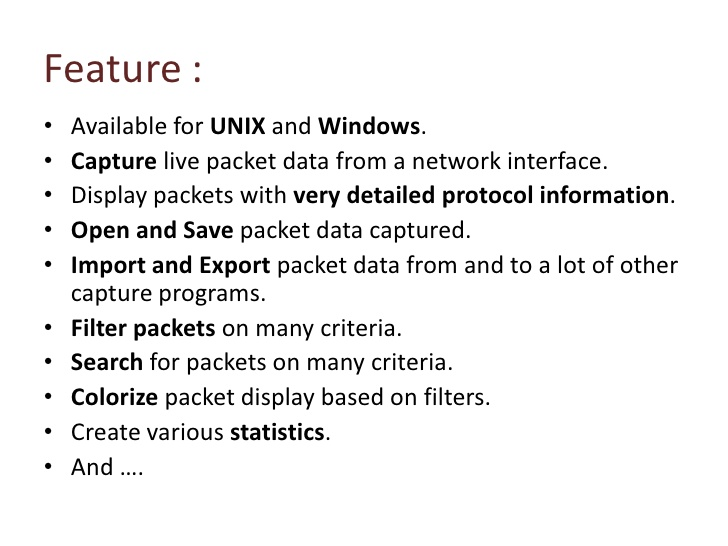 Feature :
• Available for UNIX and Windows.
• Capture live packet data from a network interface.
• Display packets with very detailed protocol information.
• Open and Save packet data captured.
• Import and Export packet data from and to a lot of other
capture programs.
• Filter packets on many criteria.
• Search for packets on many criteria.
• Colorize packet display based on filters.
• Create various statistics.
• And ….